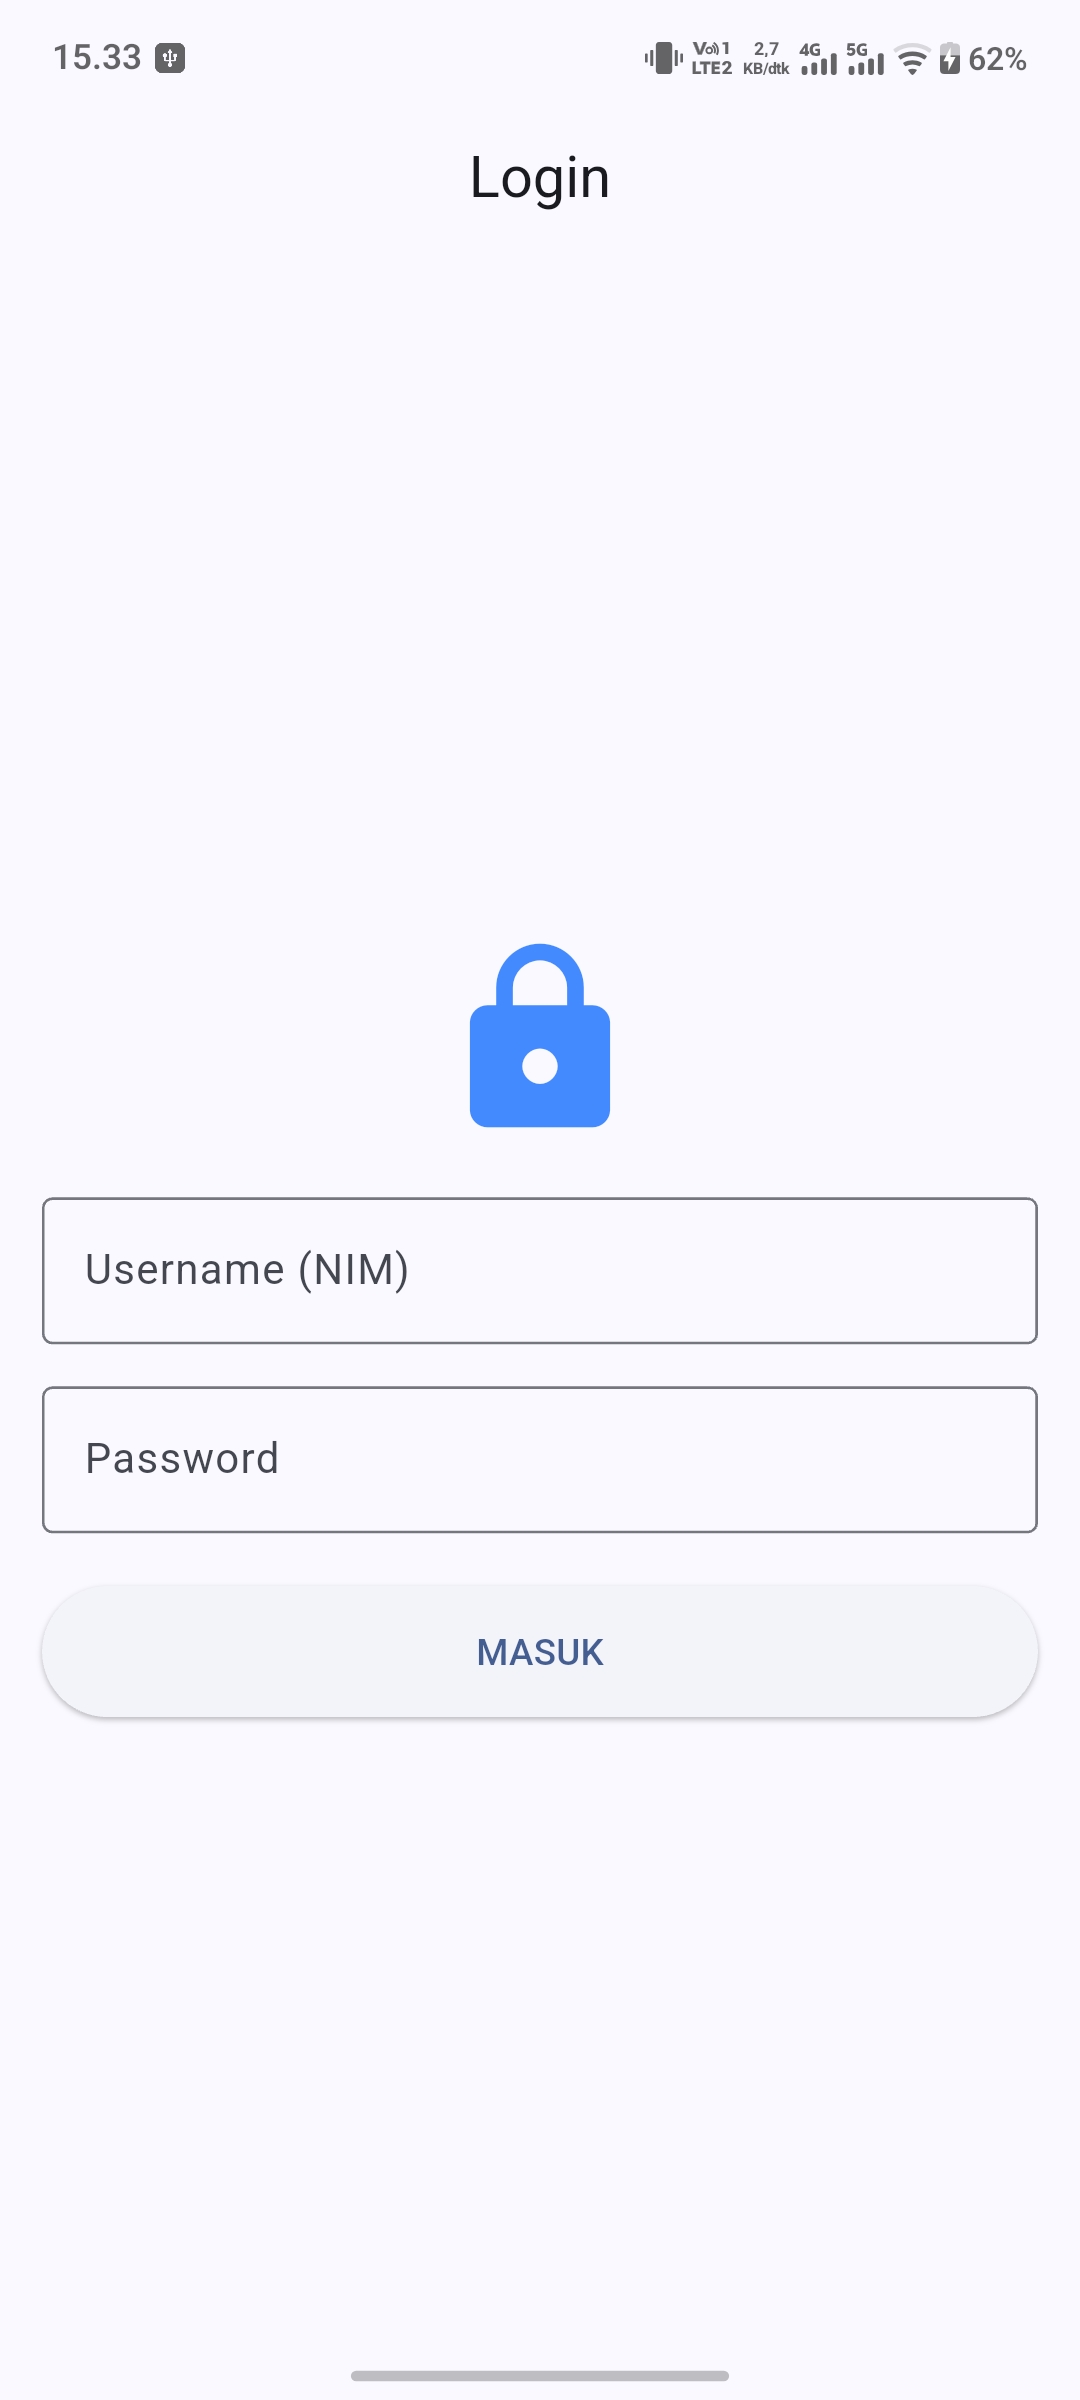 15.33
Vo 1 LTE2
2,7 KB/dtk
4G
5G
62%
Login
Username (NIM)
Password
MASUK